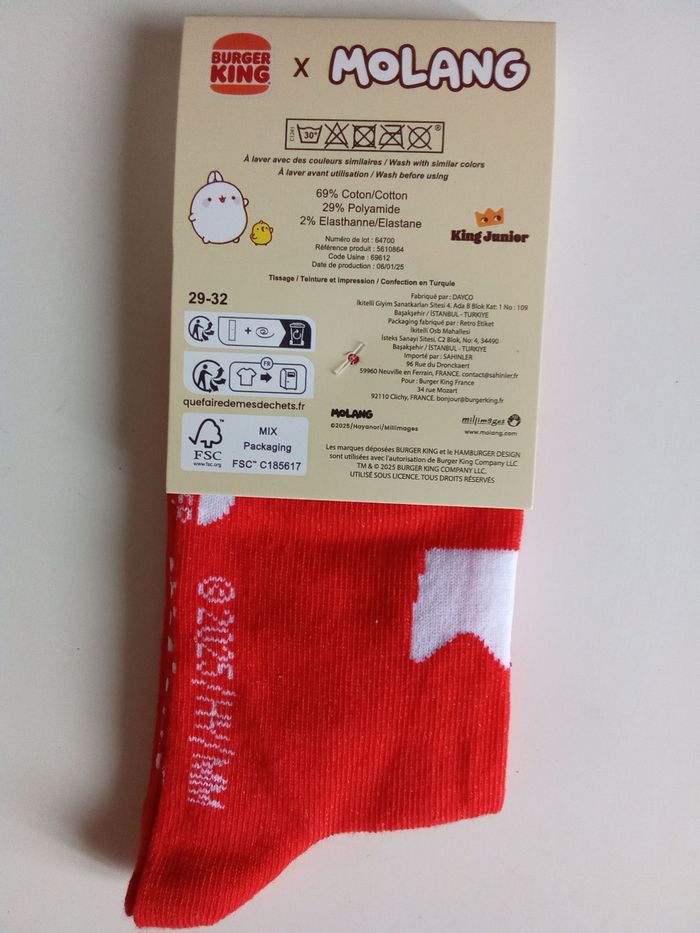 BURGER
KING
x MOLANG
C1341 30° ®
À laver avec des couleurs similaires / Wash with similar colors
À laver avant utilisation / Wash before using
69% Coton/Cotton
29% Polyamide
2% Elasthanne/Elastane
King Junior
Numéro de lot : 64700
Référence produit : 5610864
Code Usine : 69612
Date de production : 06/01/25
Tissage / Teinture et impression / Confection en Turquie
29-32
FR
quefairedemesdechets.fr
FSC
www.fsc.org
MIX
Packaging
FSC™ C185617
Fabriqué par : DAYCO
İkitelli Giyim Sanatkarları Sitesi 4. Ada B Blok Kat: 1 No : 109
Başakşehir / İSTANBUL - TURKIYE
Packaging fabriqué par : Retro Etiket
İkitelli Osb Mahallesi
İsteks Sanayi Sitesi, C2 Blok, No: 4, 34490
Başakşehir / İSTANBUL - TURKIYE
Importé par : SAHINLER
96 Rue du Dronckaert
59960 Neuville en Ferrain, FRANCE. contact@sahinler.fr
Pour : Burger King France
34 rue Mozart
92110 Clichy, FRANCE. bonjour@burgerking.fr
MOLANG
©2025/Hayanori/Millimages
millimages
www.molang.com
Les marques déposées BURGER KING et le HAMBURGER DESIGN
sont utilisées avec l'autorisation de Burger King Company LLC
TM & © 2025 BURGER KING COMPANY LLC.
UTILISÉ SOUS LICENCE. TOUS DROITS RÉSERVÉS
© 2025 / HAY / MM